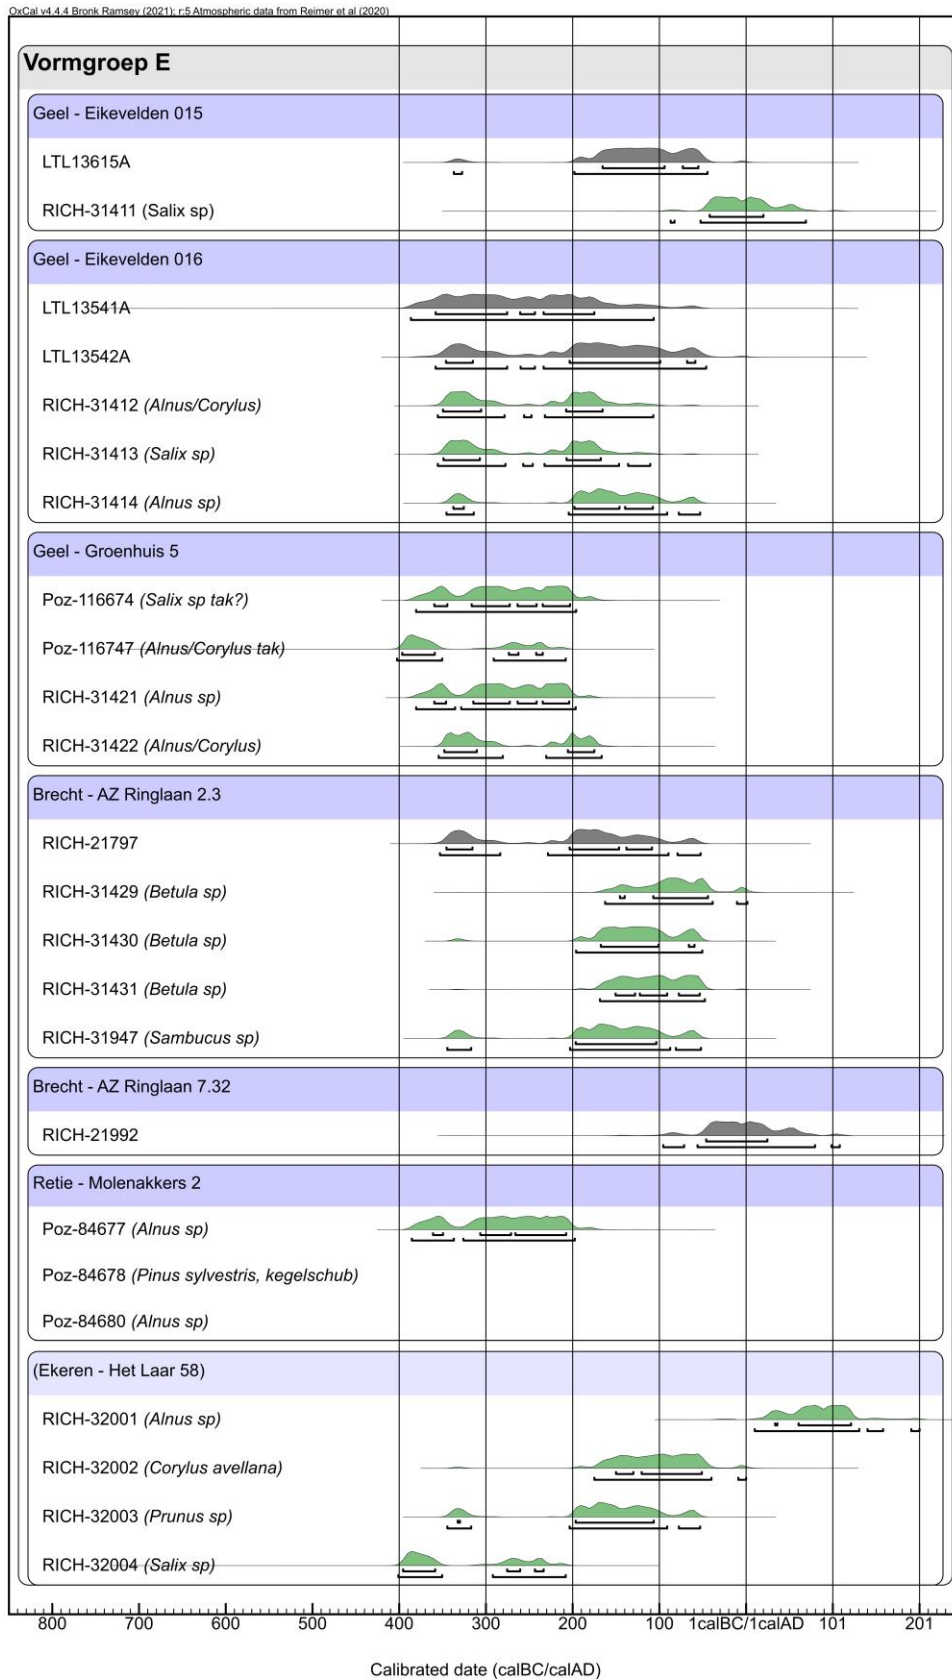 OxCal v4.4.4 Bronk Ramsey (2021); r:5 Atmospheric data from Reimer et al (2020)
Vormgroep E
Geel - Eikevelden 015
LTL13615A
RICH-31411 (Salix sp)
Geel - Eikevelden 016
LTL13541A
LTL13542A
RICH-31412 (Alnus/Corylus)
RICH-31413 (Salix sp)
RICH-31414 (Alnus sp)
Geel - Groenhuis 5
Poz-116674 (Salix sp tak?)
Poz-116747 (Alnus/Corylus tak)
RICH-31421 (Alnus sp)
RICH-31422 (Alnus/Corylus)
Brecht - AZ Ringlaan 2.3
RICH-21797
RICH-31429 (Betula sp)
RICH-31430 (Betula sp)
RICH-31431 (Betula sp)
RICH-31947 (Sambucus sp)
Brecht - AZ Ringlaan 7.32
RICH-21992
Retie - Molenakkers 2
Poz-84677 (Alnus sp)
Poz-84678 (Pinus sylvestris, kegelschub)
Poz-84680 (Alnus sp)
(Ekeren - Het Laar 58)
RICH-32001 (Alnus sp)
RICH-32002 (Corylus avellana)
RICH-32003 (Prunus sp)
RICH-32004 (Salix sp)
800 700 600 500 400 300 200 100 1calBC/1calAD 101 201
Calibrated date (calBC/calAD)